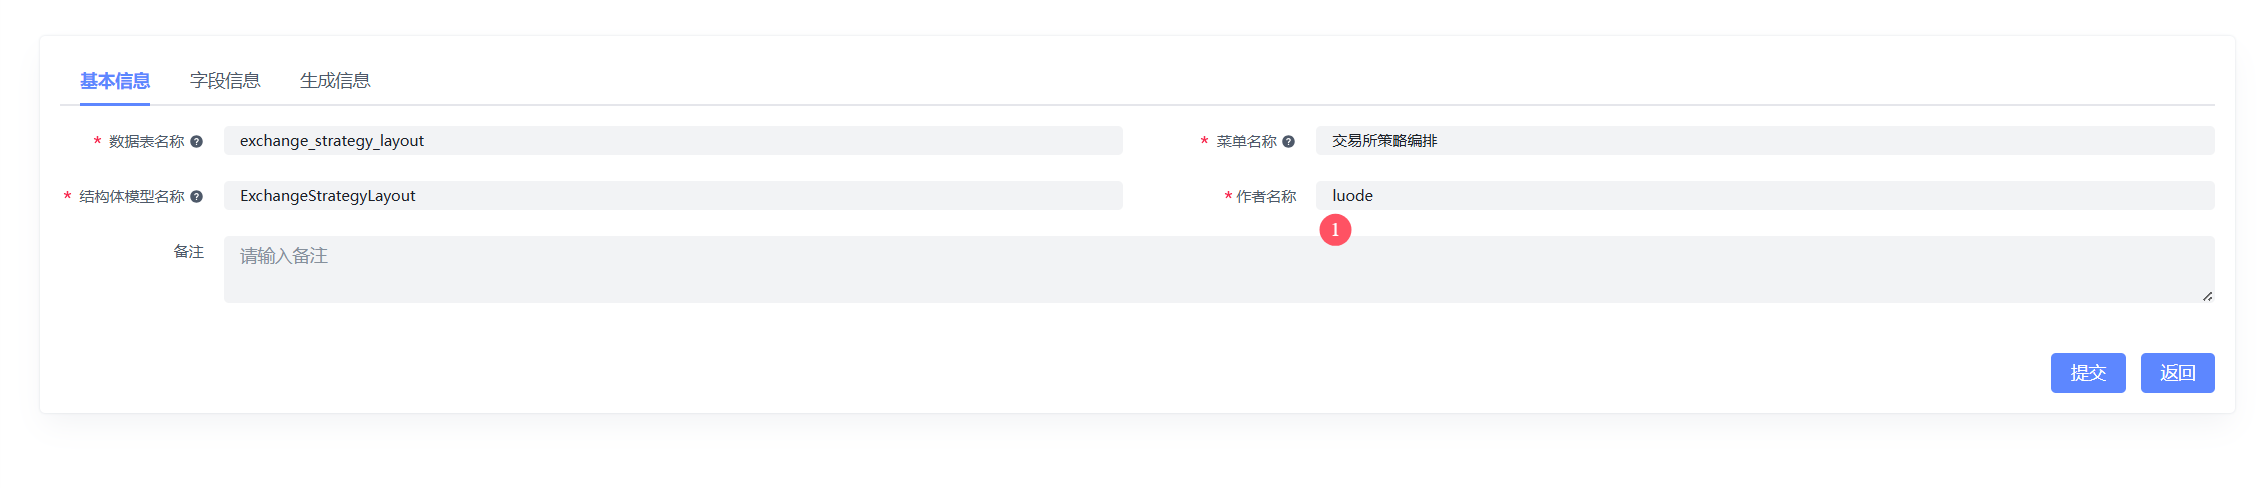 基本信息 字段信息 生成信息
* 数据表名称 ? exchange_strategy_layout * 菜单名称 ? 交易所策略编排
* 结构体模型名称 ? ExchangeStrategyLayout * 作者名称 luode
1
备注 请输入备注
提交 返回